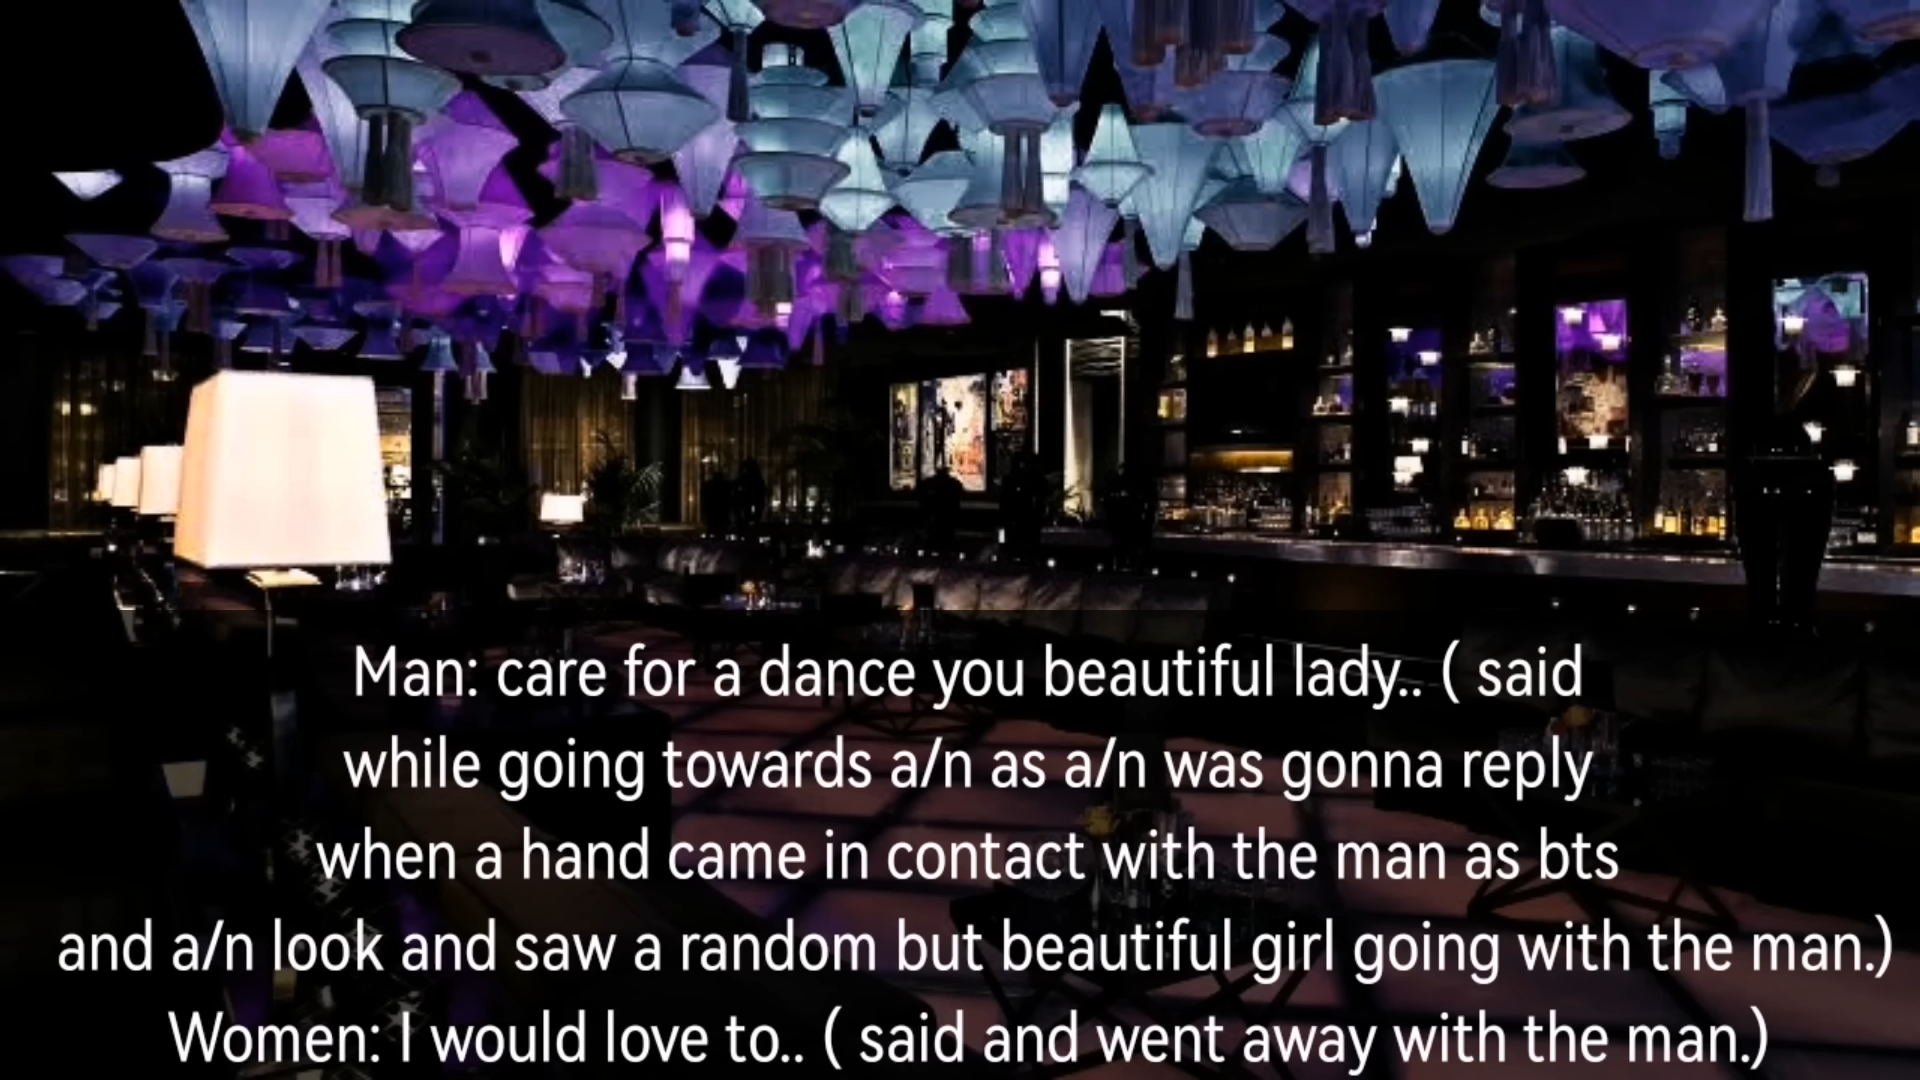 Man: care for a dance you beautiful lady.. ( said
while going towards a/n as a/n was gonna reply
when a hand came in contact with the man as bts
and a/n look and saw a random but beautiful girl going with the man.)
Women: I would love to.. ( said and went away with the man.)